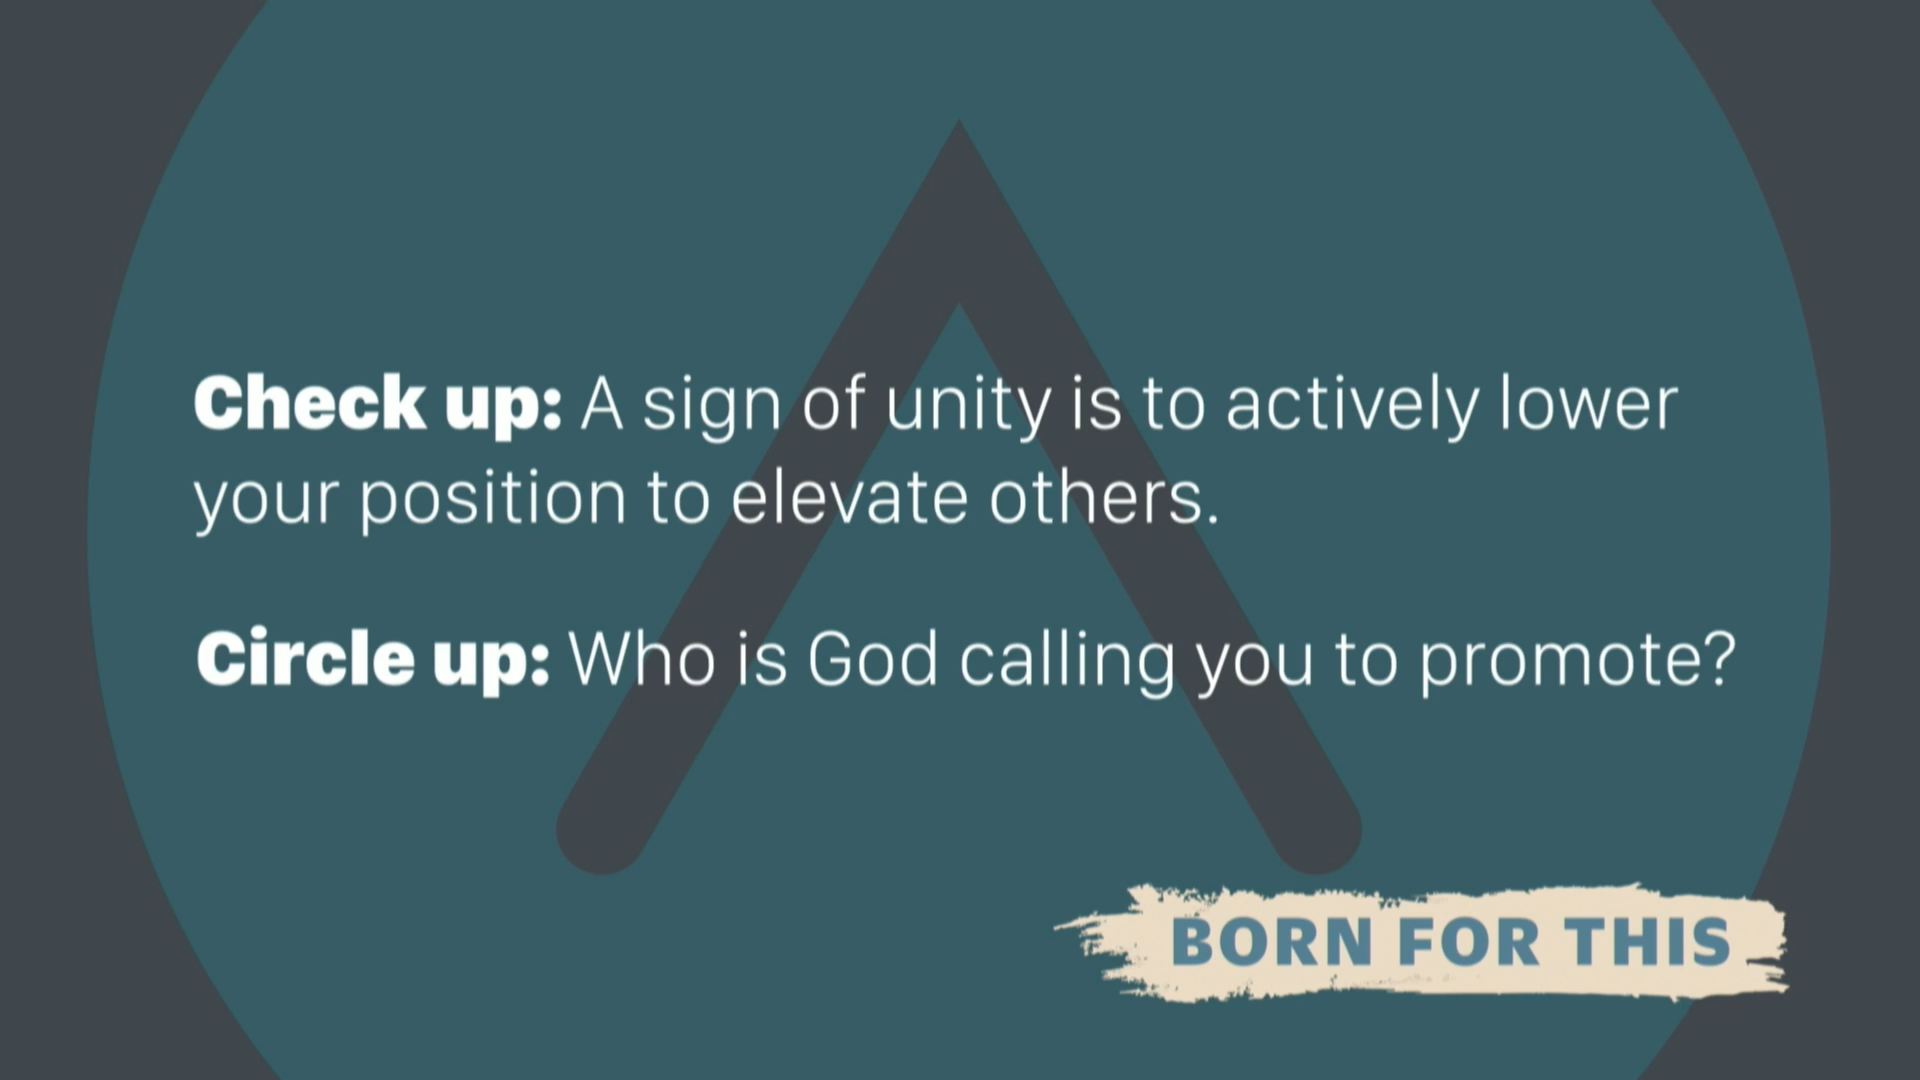 Check up: A sign of unity is to actively lower
your position to elevate others.
Circle up: Who is God calling you to promote?
BORN FOR THIS